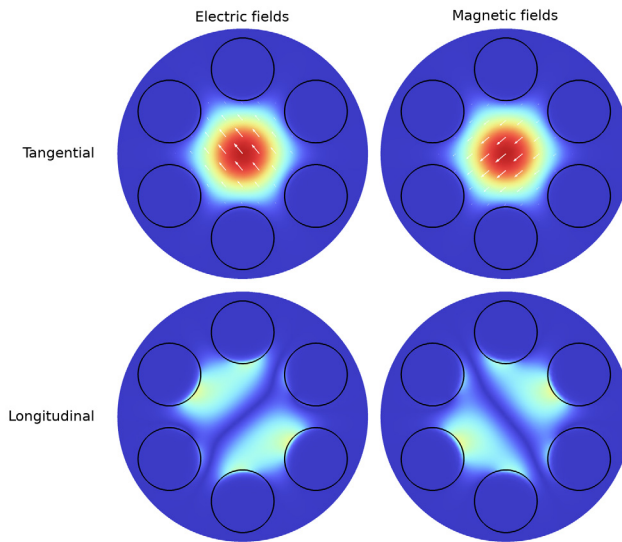 Electric fields
Magnetic fields
Tangential
Longitudinal